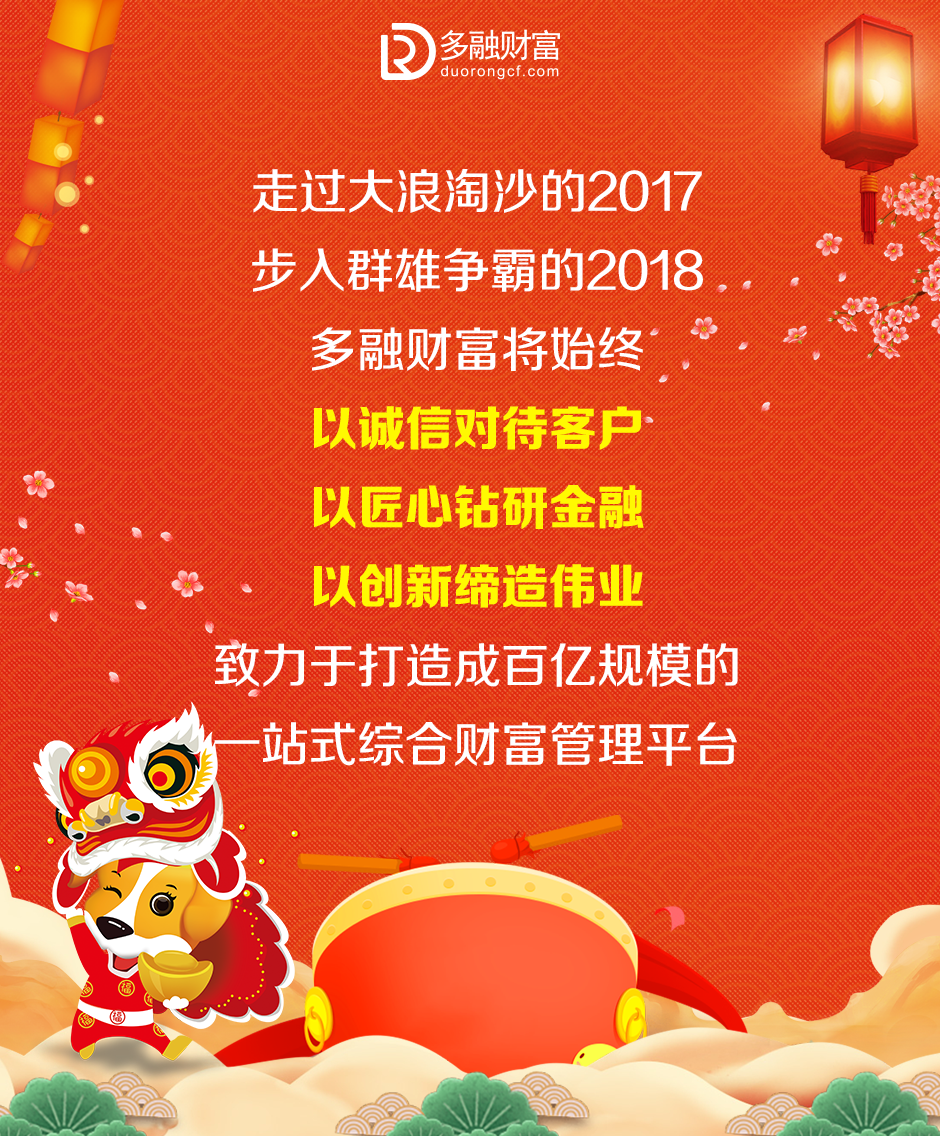 多融财富
duorongcf.com
走过大浪淘沙的2017
步入群雄争霸的2018
多融财富将始终
以诚信对待客户
以匠心钻研金融
以创新缔造伟业
致力于打造成百亿规模的
一站式综合财富管理平台
福
福
福